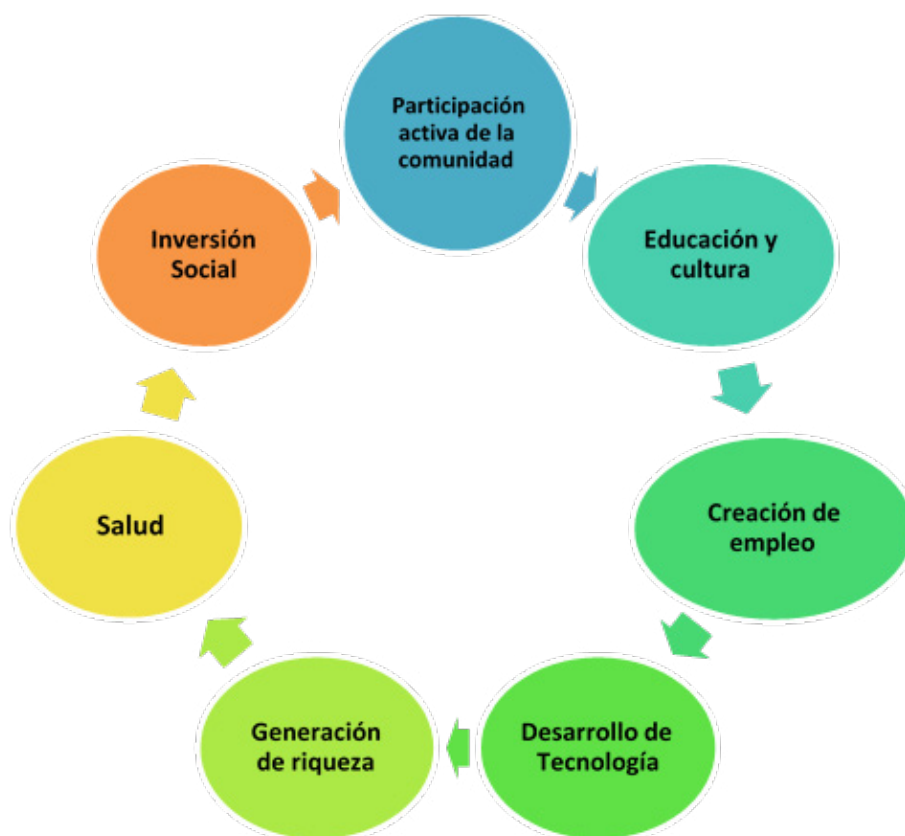 Participación
activa de la
comunidad
Educación y
cultura
Creación de
empleo
Desarrollo de
Tecnología
Generación
de riqueza
Salud
Inversión
Social